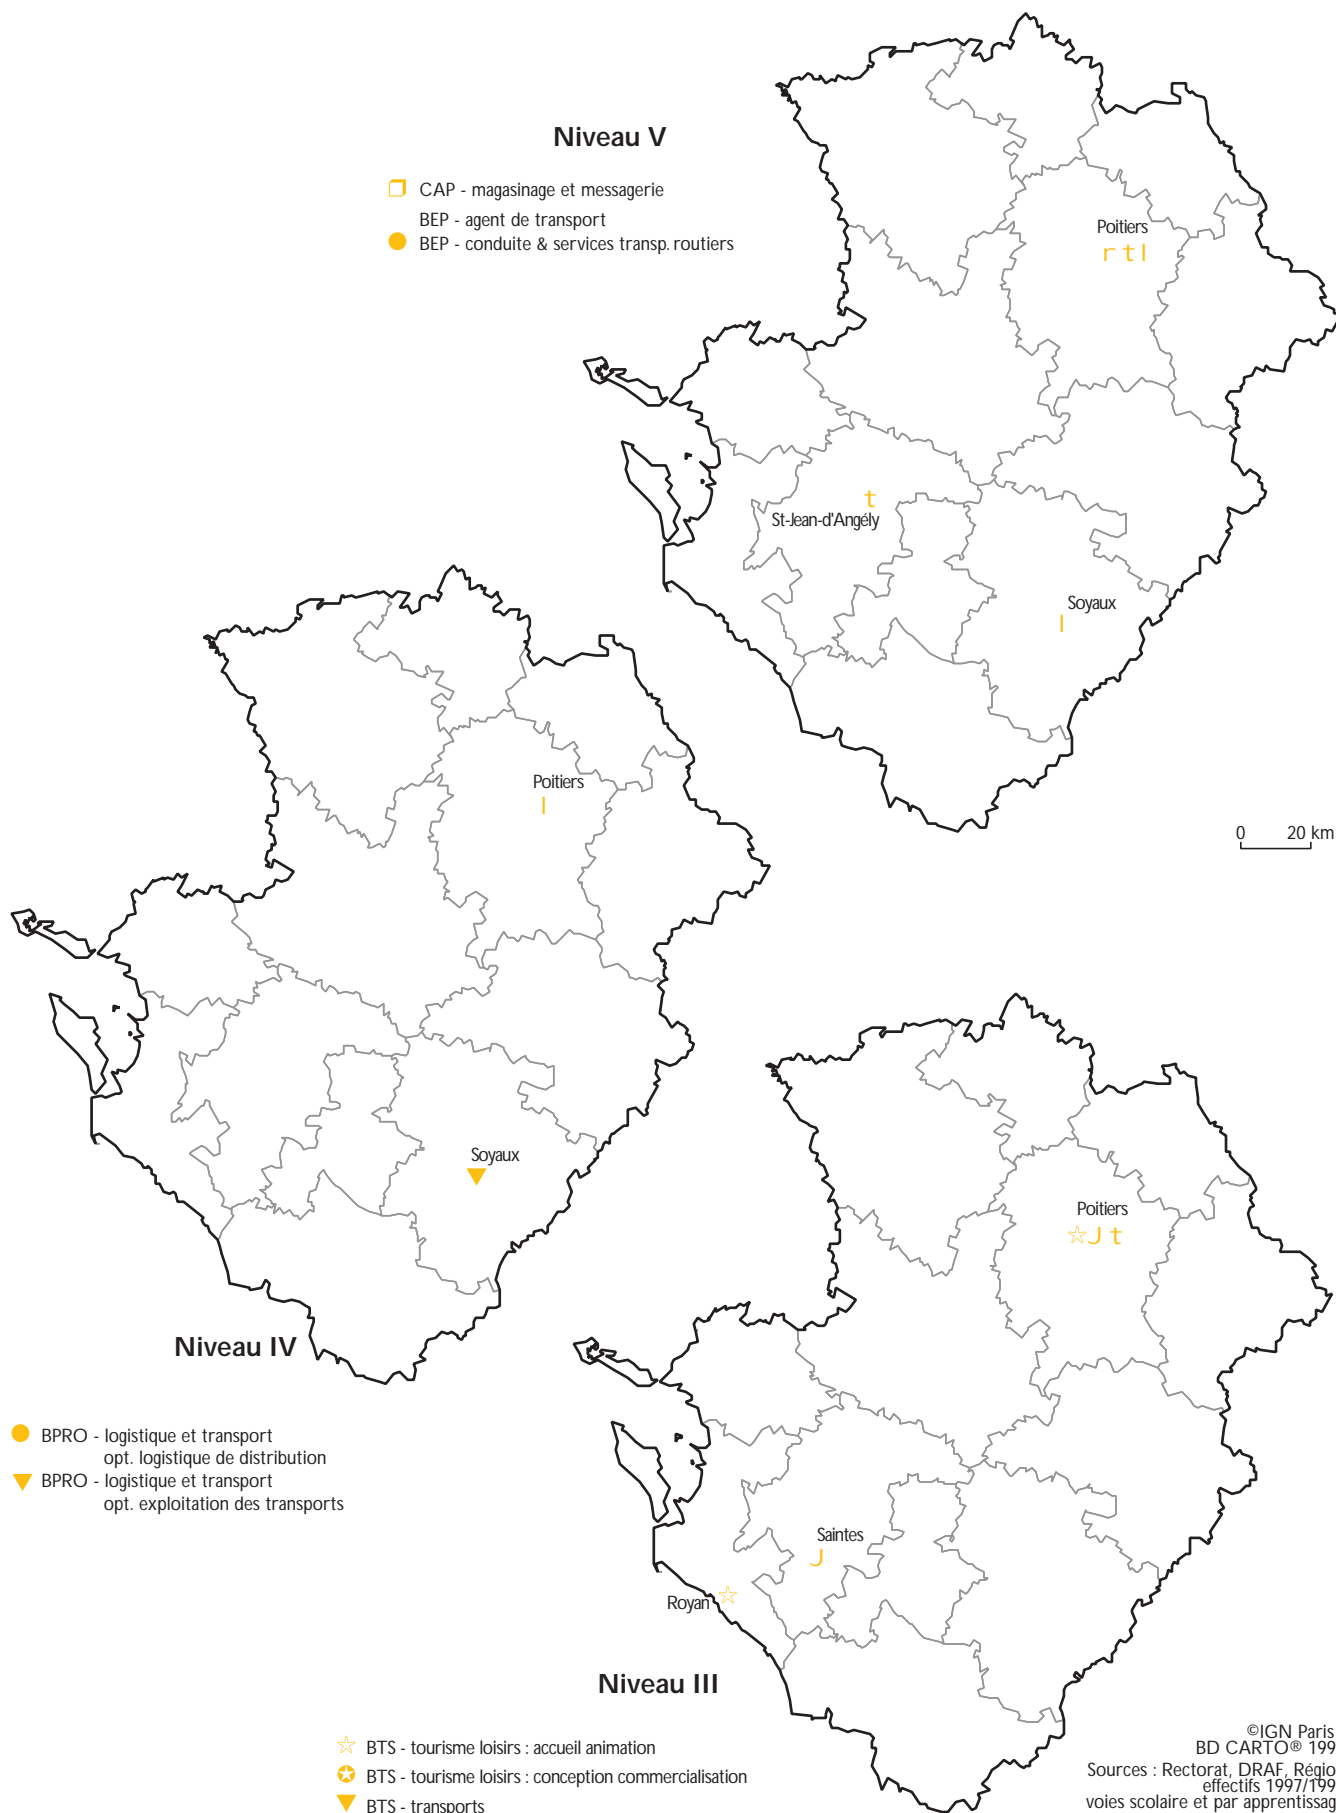 Niveau V
CAP - magasinage et messagerie
BEP - agent de transport
BEP - conduite & services transp. routiers
Poitiers
r t l
t
St-Jean-d'Angély
Soyaux
l
0 20 km
Poitiers
l
Soyaux
Niveau IV
BPRO - logistique et transport
opt. logistique de distribution
BPRO - logistique et transport
opt. exploitation des transports
Poitiers
J t
Saintes
J
Royan
Niveau III
BTS - tourisme loisirs : accueil animation
BTS - tourisme loisirs : conception commercialisation
BTS - transports
©IGN Paris
BD CARTO® 199
Sources : Rectorat, DRAF, Régio
effectifs 1997/199
voies scolaire et par apprentissag